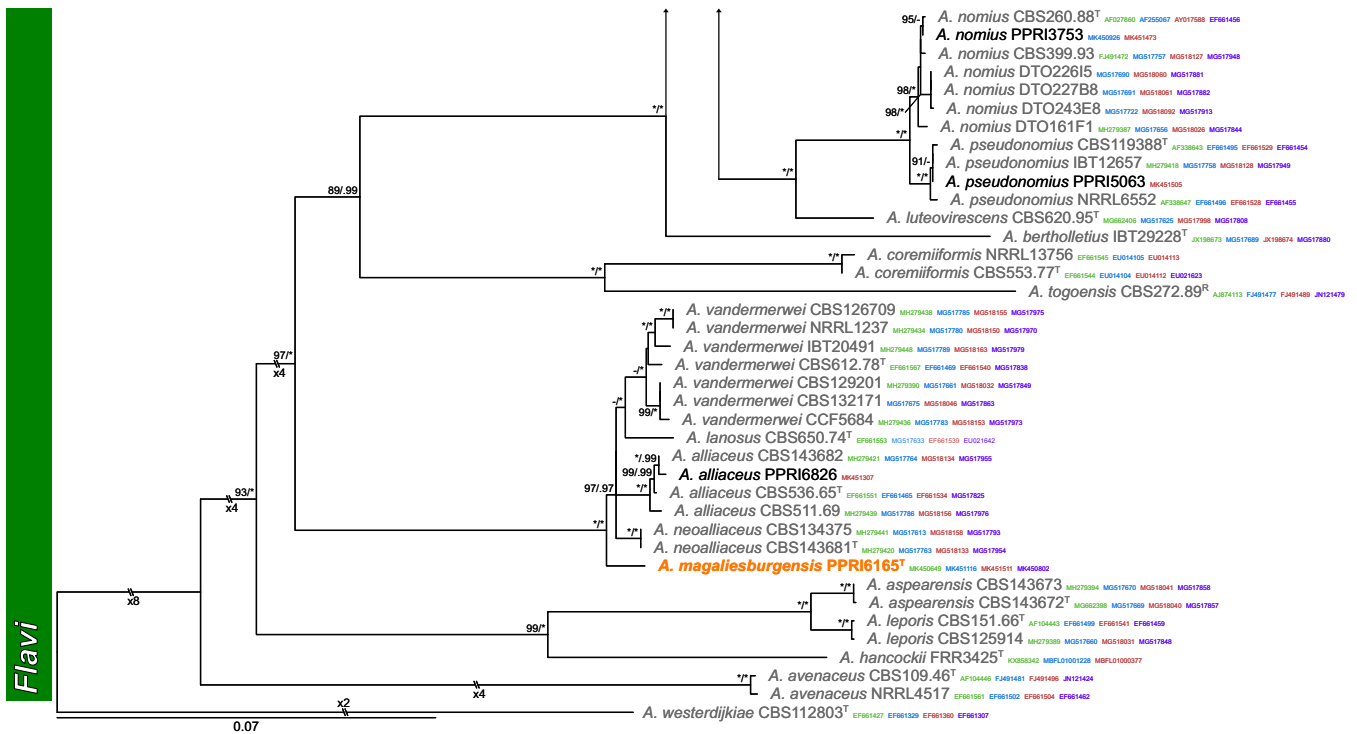 95/-
A. nomius CBS260.88T AF027860 AF255067 AY017588 EF661456
A. nomius PPRI3753 MK450926 MK451473
A. nomius CBS399.93 FJ491472 MG517757 MG518127 MG517948
A. nomius DTO226I5 MG517690 MG518060 MG517881
98/*
A. nomius DTO227B8 MG517691 MG518061 MG517882
98/*
*/*
A. nomius DTO243E8 MG517722 MG518092 MG517913
A. nomius DTO161F1 MH279387 MG517656 MG518026 MG517844
*/*
A. pseudonomius CBS119388T AF338643 EF661495 EF661529 EF661454
91/-
A. pseudonomius IBT12657 MH279418 MG517758 MG518128 MG517949
*/*
*/*
A. pseudonomius PPRI5063 MK451505
89/.99
A. pseudonomius NRRL6552 AF338647 EF661496 EF661528 EF661455
A. luteovirescens CBS620.95T MG662406 MG517625 MG517998 MG517808
A. bertholletius IBT29228T JX198673 MG517689 JX198674 MG517880
*/*
A. coremiiformis NRRL13756 EF661545 EU014105 EU014113
*/*
A. coremiiformis CBS553.77T EF661544 EU014104 EU014112 EU021623
A. togoensis CBS272.89R AJ874113 FJ491477 FJ491489 JN121479
*/*
A. vandermerwei CBS126709 MH279438 MG517785 MG518155 MG517975
*/*
A. vandermerwei NRRL1237 MH279434 MG517780 MG518150 MG517970
A. vandermerwei IBT20491 MH279448 MG517789 MG518163 MG517979
97/*
x4
-/*
A. vandermerwei CBS612.78T EF661567 EF661469 EF661540 MG517838
A. vandermerwei CBS129201 MH279390 MG517661 MG518032 MG517849
-/*
A. vandermerwei CBS132171 MG517675 MG518046 MG517863
99/*
A. vandermerwei CCF5684 MH279436 MG517783 MG518153 MG517973
A. lanosus CBS650.74T EF661553 MG517633 EF661539 EU021642
*/.99
A. alliaceus CBS143682 MH279421 MG517764 MG518134 MG517955
99/.99
A. alliaceus PPRI6826 MK451307
97/.97
*/*
A. alliaceus CBS536.65T EF661551 EF661465 EF661534 MG517825
93/*
x4
A. alliaceus CBS511.69 MH279439 MG517786 MG518156 MG517976
*/*
*/*
A. neoalliaceus CBS134375 MH279441 MG517613 MG518158 MG517793
A. neoalliaceus CBS143681T MH279420 MG517763 MG518133 MG517954
A. magaliesburgensis PPRI6165T MK450649 MK451116 MK451511 MK450802
*/*
A. aspearensis CBS143673 MH279394 MG517670 MG518041 MG517858
x8
*/*
A. aspearensis CBS143672T MG662398 MG517669 MG518040 MG517857
*/*
A. leporis CBS151.66T AF104443 EF661499 EF661541 EF661459
99/*
A. leporis CBS125914 MH279389 MG517660 MG518031 MG517848
A. hancockii FRR3425T KX858342 MBFL01001228 MBFL01000377
*/*
A. avenaceus CBS109.46T AF104446 FJ491481 FJ491496 JN121424
x4
A. avenaceus NRRL4517 EF661561 EF661502 EF661504 EF661462
x2
A. westerdijkiae CBS112803T EF661427 EF661329 EF661360 EF661307
0.07
Flavi